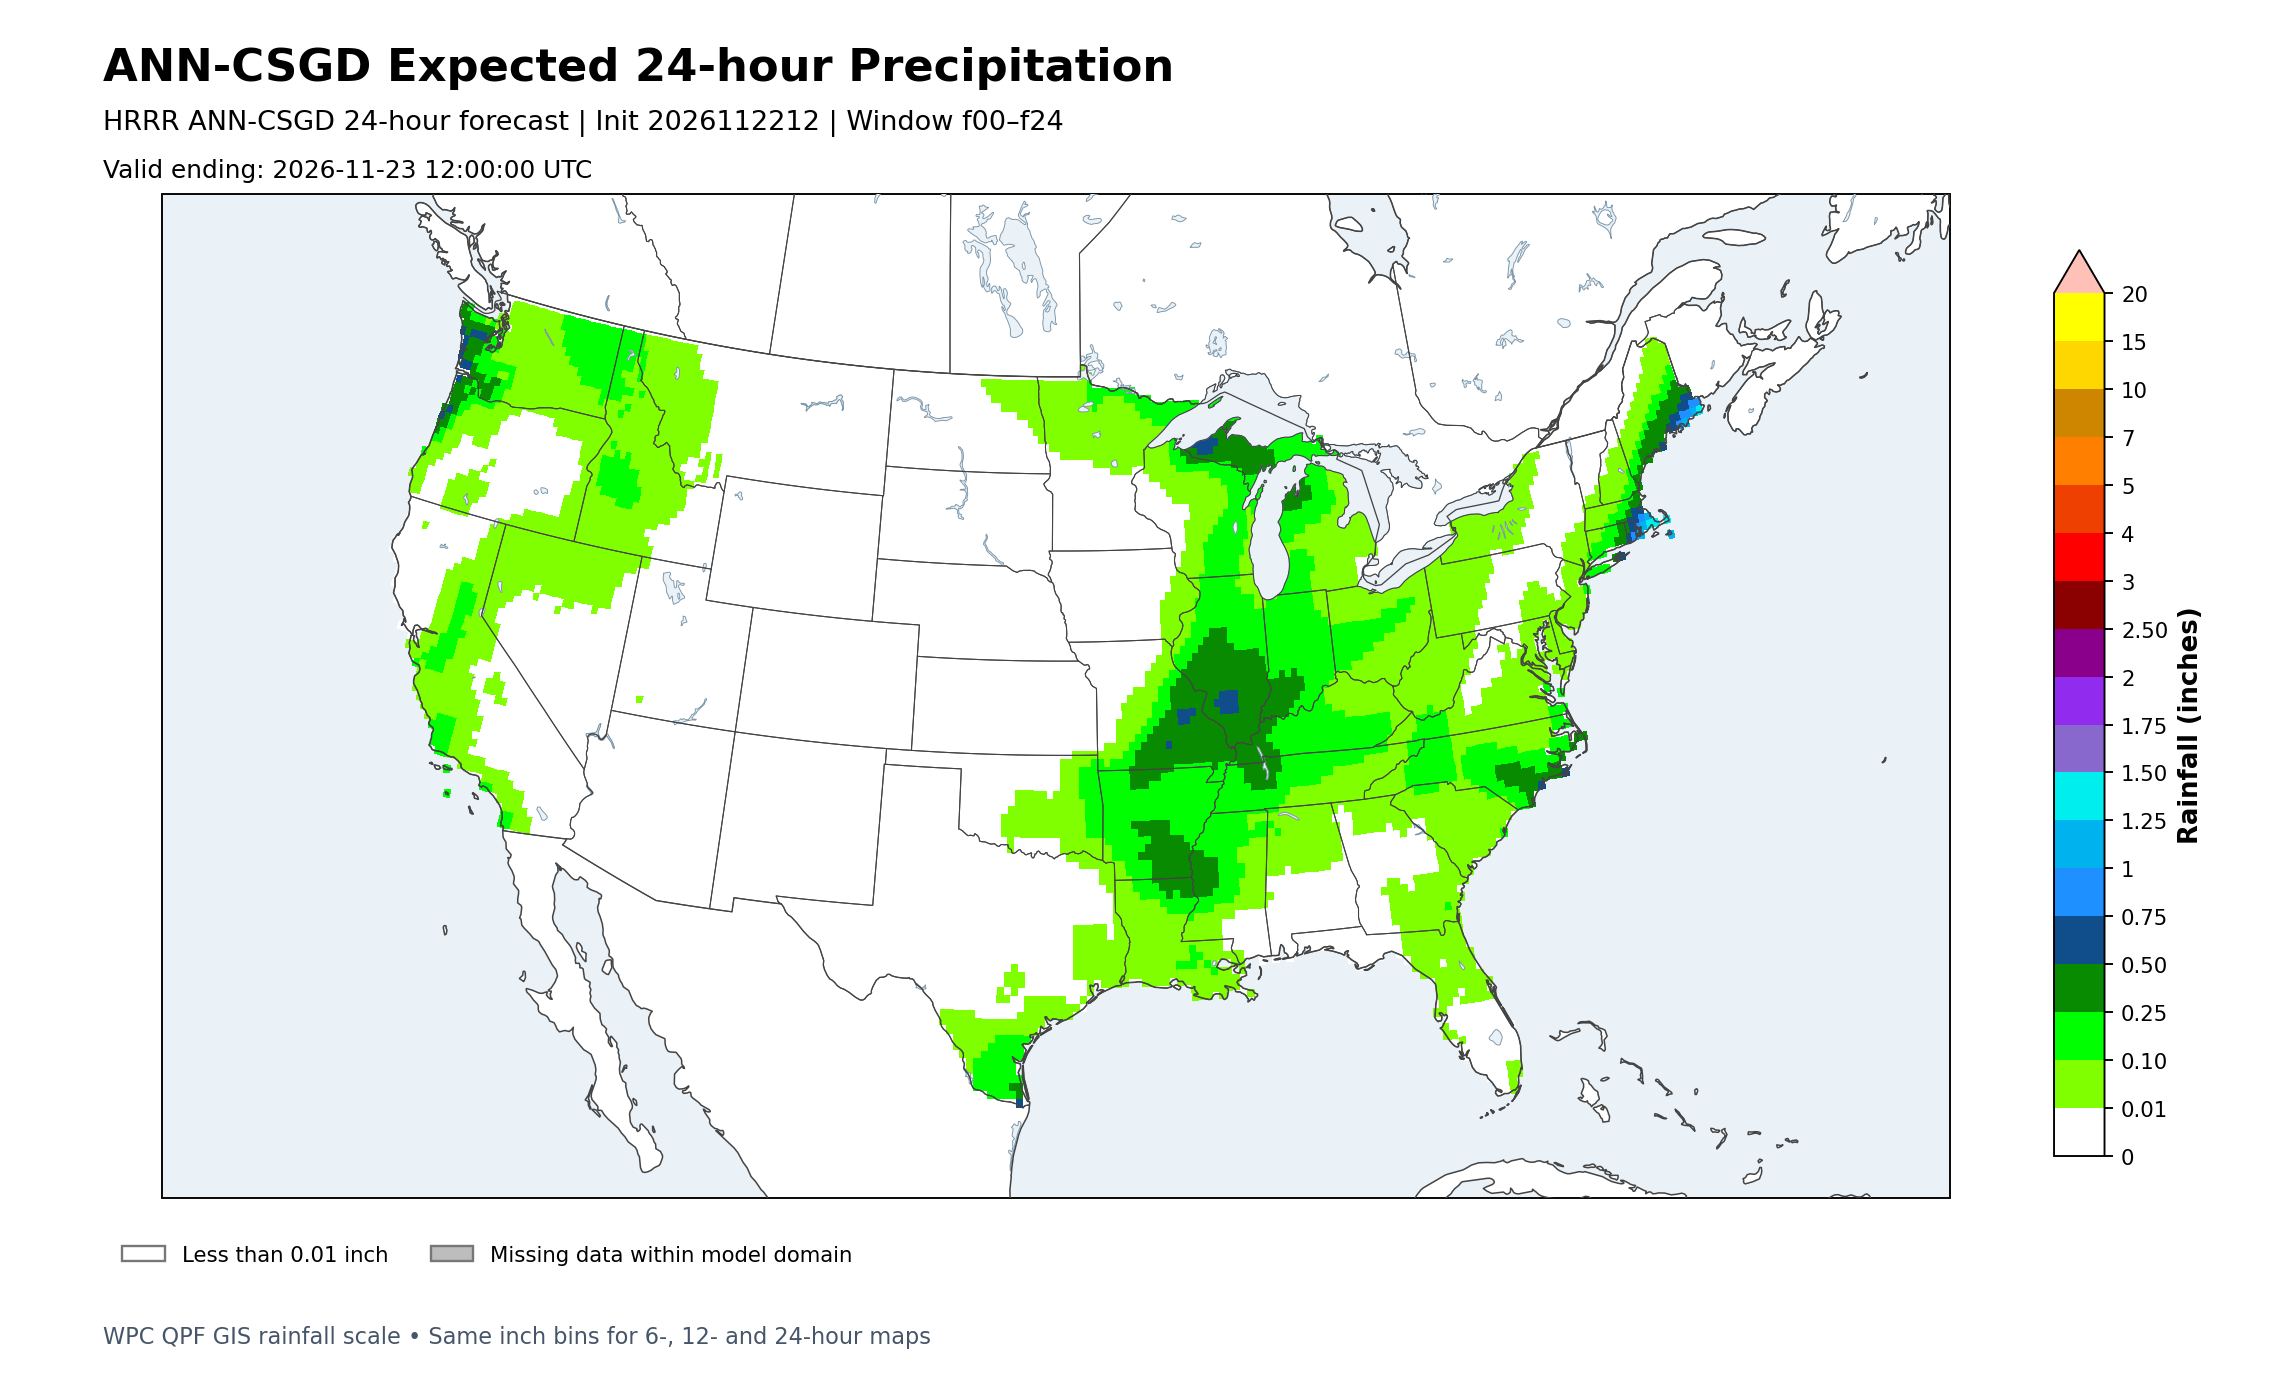 ANN-CSGD Expected 24-hour Precipitation
HRRR ANN-CSGD 24-hour forecast | Init 2026112212 | Window f00–f24
Valid ending: 2026-11-23 12:00:00 UTC
20
15
10
7
5
4
3
2.50
2
1.75
1.50
1.25
1
0.75
0.50
0.25
0.10
0.01
0
Rainfall (inches)
Less than 0.01 inch
Missing data within model domain
WPC QPF GIS rainfall scale • Same inch bins for 6-, 12- and 24-hour maps